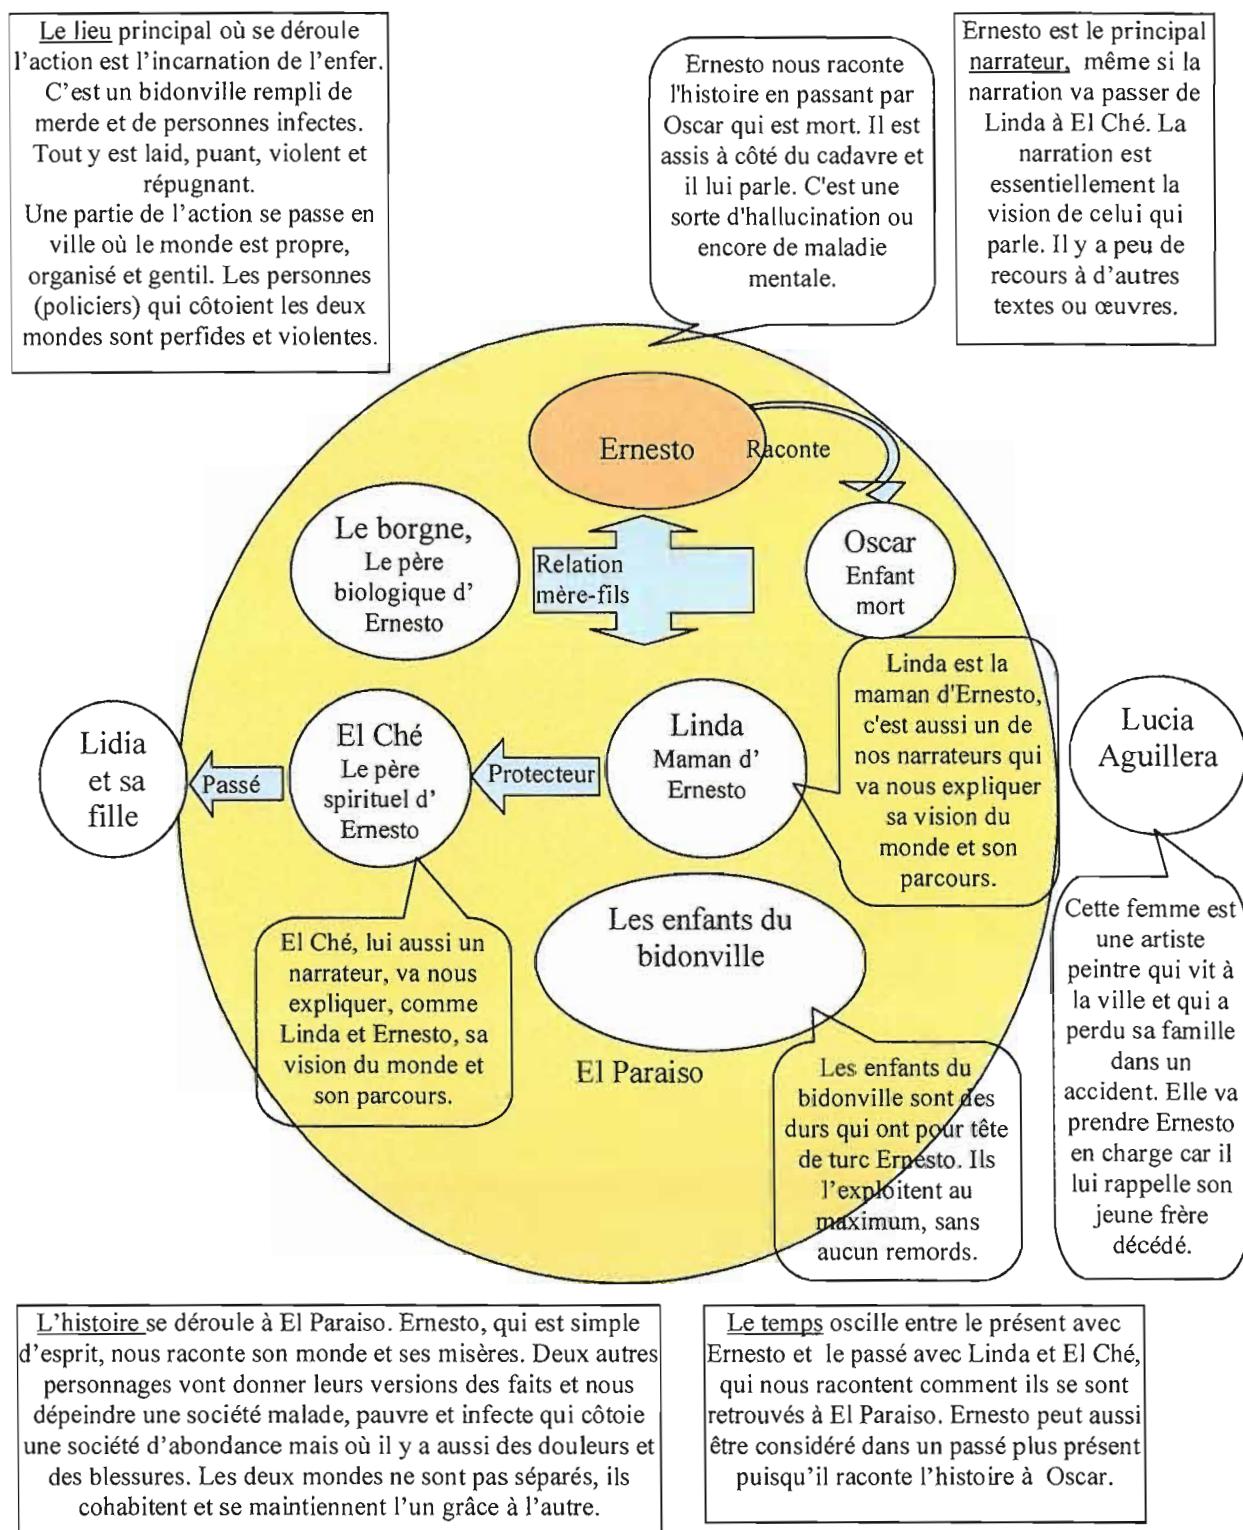 Le lieu principal où se déroule
l'action est l'incarnation de l'enfer.
C'est un bidonville rempli de
merde et de personnes infectes.
Tout y est laid, puant, violent et
répugnant.
Une partie de l'action se passe en
ville où le monde est propre,
organisé et gentil. Les personnes
(policiers) qui côtoient les deux
mondes sont perfides et violentes.
Ernesto nous raconte
l'histoire en passant par
Oscar qui est mort. Il est
assis à côté du cadavre et
il lui parle. C'est une
sorte d'hallucination ou
encore de maladie
mentale.
Ernesto est le principal
narrateur, même si la
narration va passer de
Linda à El Ché. La
narration est
essentiellement la
vision de celui qui
parle. Il y a peu de
recours à d'autres
textes ou œuvres.
Ernesto
Raconte
Le borgne,
Le père
biologique d'
Ernesto
Relation
mère-fils
Oscar
Enfant
mort
Lidia
et sa
fille
Passé
El Ché
Le père
spirituel d'
Ernesto
Protecteur
Linda
Maman d'
Ernesto
Linda est la
maman d'Ernesto,
c'est aussi un de
nos narrateurs qui
va nous expliquer
sa vision du
monde et son
parcours.
Lucia
Aguillera
El Ché, lui aussi un
narrateur, va nous
expliquer, comme
Linda et Ernesto, sa
vision du monde et
son parcours.
Les enfants du
bidonville
El Paraiso
Les enfants du
bidonville sont des
durs qui ont pour tête
de turc Ernesto. Ils
l'exploitent au
maximum, sans
aucun remords.
Cette femme est
une artiste
peintre qui vit à
la ville et qui a
perdu sa famille
dans un
accident. Elle va
prendre Ernesto
en charge car il
lui rappelle son
jeune frère
décédé.
L'histoire se déroule à El Paraiso. Ernesto, qui est simple
d'esprit, nous raconte son monde et ses misères. Deux autres
personnages vont donner leurs versions des faits et nous
dépeindre une société malade, pauvre et infecte qui côtoie
une société d'abondance mais où il y a aussi des douleurs et
des blessures. Les deux mondes ne sont pas séparés, ils
cohabitent et se maintiennent l'un grâce à l'autre.
Le temps oscille entre le présent avec
Ernesto et le passé avec Linda et El Ché,
qui nous racontent comment ils se sont
retrouvés à El Paraiso. Ernesto peut aussi
être considéré dans un passé plus présent
puisqu'il raconte l'histoire à Oscar.